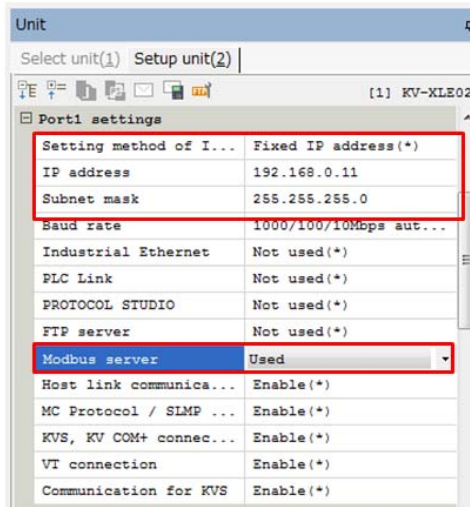 Unit
Select unit(1) Setup unit(2)
[1] KV-XLE02
Port1 settings
Setting method of I... Fixed IP address(*)
IP address 192.168.0.11
Subnet mask 255.255.255.0
Baud rate 1000/100/10Mbps aut...
Industrial Ethernet Not used(*)
PLC Link Not used(*)
PROTOCOL STUDIO Not used(*)
FTP server Not used(*)
Modbus server Used
Host link communica... Enable(*)
MC Protocol / SLMP ... Enable(*)
KVS, KV COM+ connec... Enable(*)
VT connection Enable(*)
Communication for KVS Enable(*)